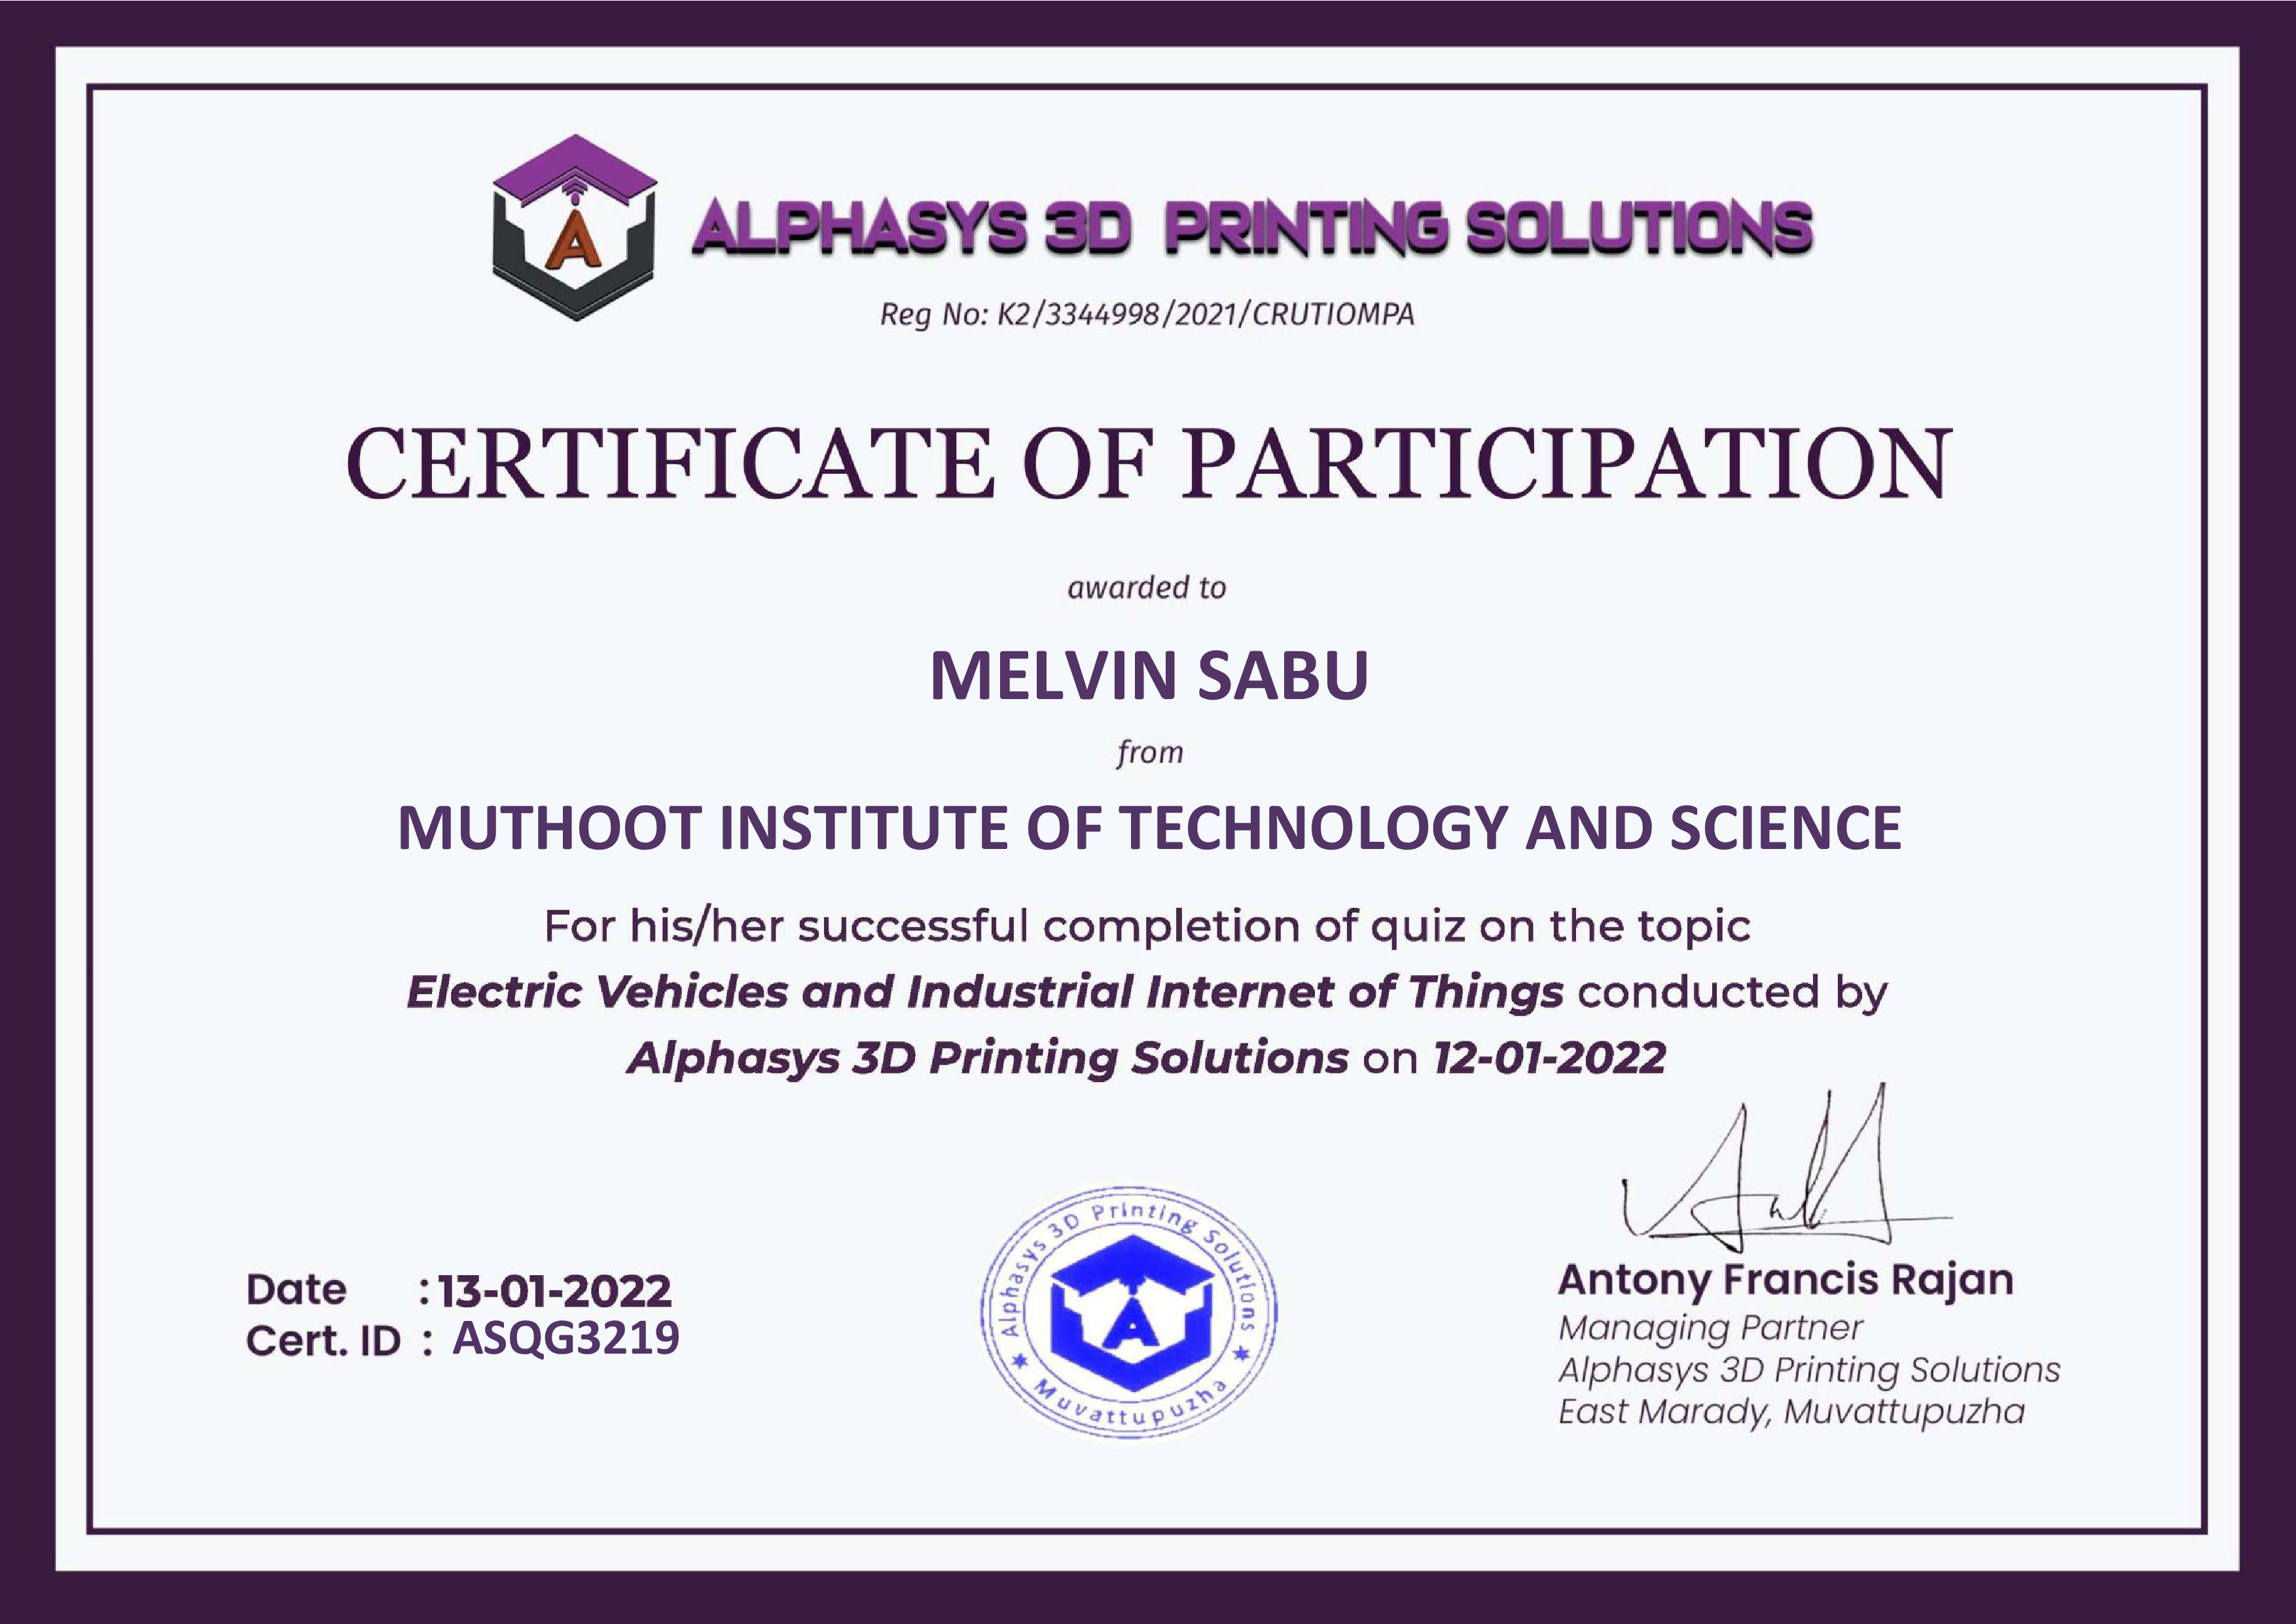 ALPHASYS 3D PRINTING SOLUTIONS
Reg No: K2/3344998/2021/CRUTIOMPA
CERTIFICATE OF PARTICIPATION
awarded to
MELVIN SABU
from
MUTHOOT INSTITUTE OF TECHNOLOGY AND SCIENCE
For his/her successful completion of quiz on the topic
Electric Vehicles and Industrial Internet of Things conducted by
Alphasys 3D Printing Solutions on 12-01-2022
Date : 13-01-2022
Cert. ID : ASQG3219
Alphasys 3D Printing Solutions
Muvattupuzha
A
Antony Francis Rajan
Managing Partner
Alphasys 3D Printing Solutions
East Marady, Muvattupuzha